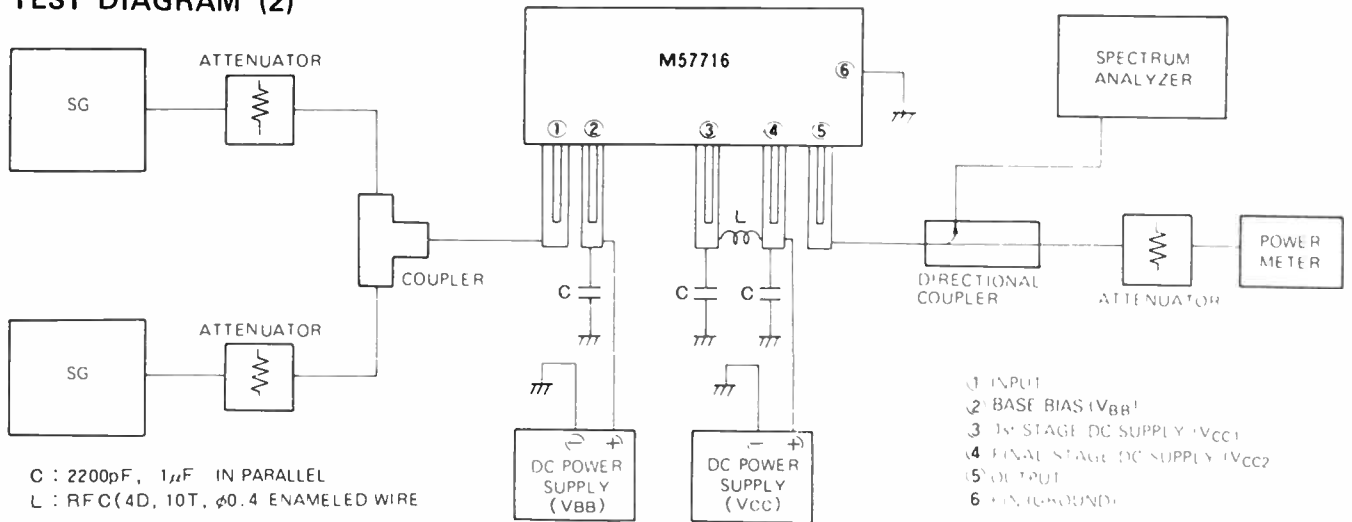 TEST DIAGRAM (2)
SG
ATTENUATOR
M57716
① ② ③ ④ ⑤ ⑥
SPECTRUM
ANALYZER
COUPLER
L
C
C
C
DIRECTIONAL
COUPLER
ATTENUATOR
POWER
METER
SG
ATTENUATOR
(-) (+)
DC POWER
SUPPLY
(VBB)
(-) (+)
DC POWER
SUPPLY
(VCC)
C : 2200pF, 1μF IN PARALLEL
L : RFC(4D, 10T, φ0.4 ENAMELED WIRE
① INPUT
② BASE BIAS (VBB)
③ 1st STAGE DC SUPPLY (VCC1)
④ FINAL STAGE DC SUPPLY (VCC2
⑤ OUTPUT
⑥ FIN (GROUND)